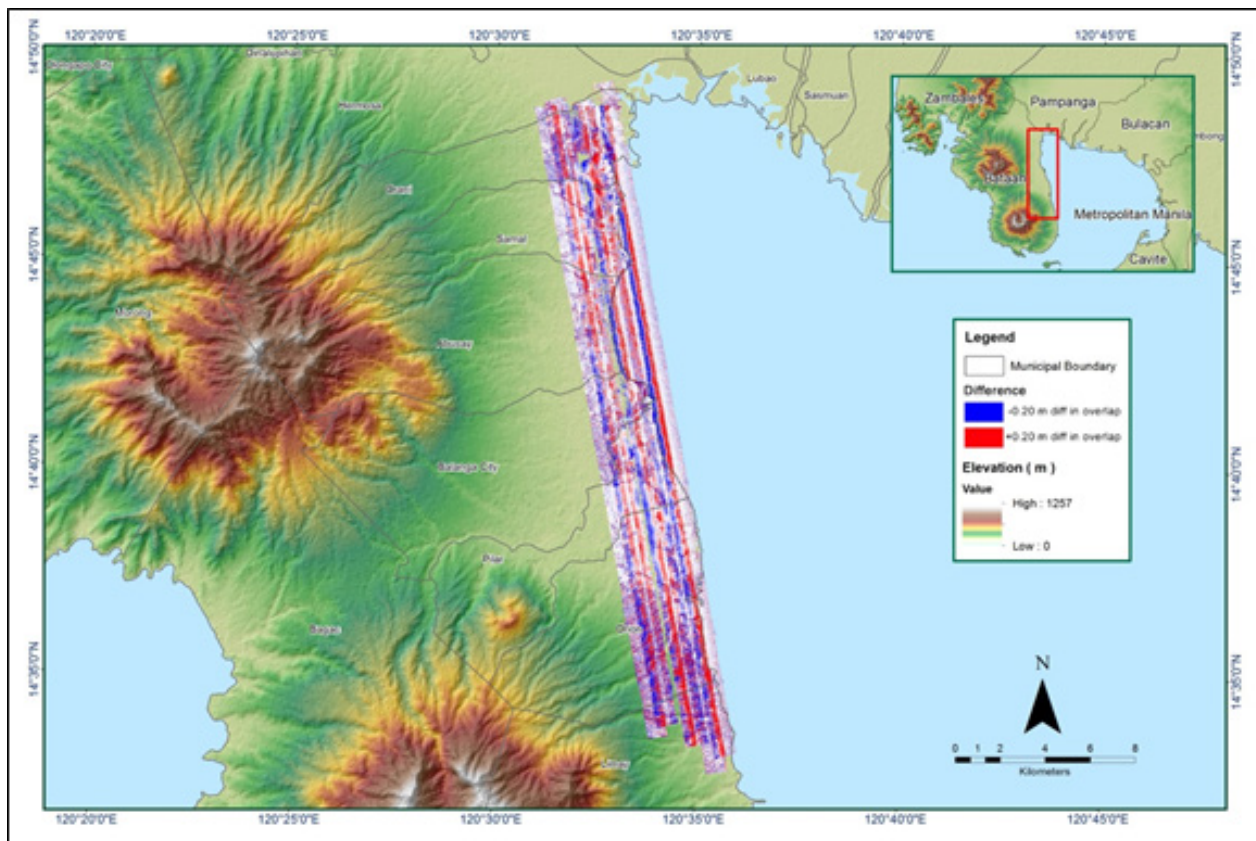 120°20'0"E 120°25'0"E 120°30'0"E 120°35'0"E 120°40'0"E 120°45'0"E
14°50'0"N
14°50'0"N
Dinalupihan
Hermosa
Lubao
Sasmuan
Orani
Samal
14°45'0"N
14°45'0"N
Morong
Abucay
Balanga City
14°40'0"N
14°40'0"N
Pilar
Bagac
Orion
14°35'0"N
14°35'0"N
Limay
Zambales
Pampanga
Bulacan
Bataan
Metropolitan Manila
Cavite
Legend
Municipal Boundary
Difference
-0.20 m diff in overlap
+0.20 m diff in overlap
Elevation ( m )
Value
High : 1257
Low : 0
N
0 1 2 4 6 8
Kilometers
120°20'0"E 120°25'0"E 120°30'0"E 120°35'0"E 120°40'0"E 120°45'0"E